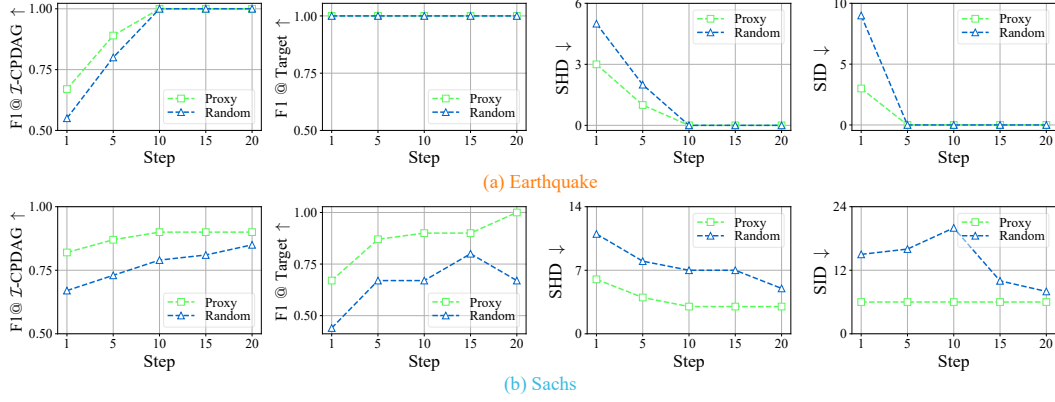 F1@ I-CPDAG ↑
1.00
0.75
0.50
1 5 10 15 20
Step
Proxy
Random
F1 @ Target ↑
1.00
0.75
0.50
1 5 10 15 20
Step
Proxy
Random
SHD ↓
6
3
0
1 5 10 15 20
Step
Proxy
Random
SID ↓
10
5
0
1 5 10 15 20
Step
Proxy
Random
(a) Earthquake
F1@ I-CPDAG ↑
1.00
0.75
0.50
1 5 10 15 20
Step
Proxy
Random
F1 @ Target ↑
1.00
0.75
0.50
1 5 10 15 20
Step
Proxy
Random
SHD ↓
14
7
0
1 5 10 15 20
Step
Proxy
Random
SID ↓
24
12
0
1 5 10 15 20
Step
Proxy
Random
(b) Sachs